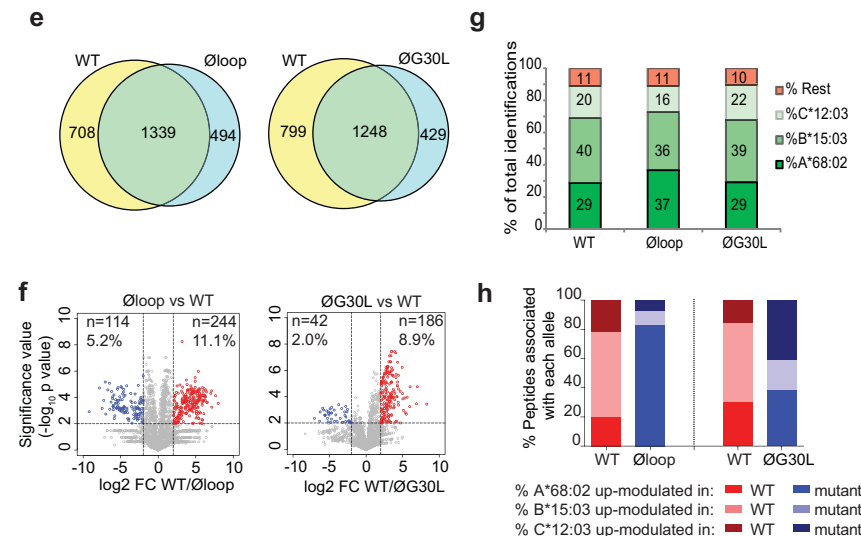 e
WT Øloop
708 1339 494
WT ØG30L
799 1248 429
g
% of total identifications
100
80
60
40
20
0
11 11 10
20 16 22
40 36 39
29 37 29
WT Øloop ØG30L
% Rest
%C*12:03
%B*15:03
%A*68:02
f
Øloop vs WT
Significance value
(-log10 p value)
10
8
6
4
2
0
n=114 n=244
5.2% 11.1%
-10 -5 0 5 10
log2 FC WT/Øloop
ØG30L vs WT
10
8
6
4
2
0
n=42 n=186
2.0% 8.9%
-10 -5 0 5 10
log2 FC WT/ØG30L
h
% Peptides associated
with each allele
100
80
60
40
20
0
WT Øloop WT ØG30L
% A*68:02 up-modulated in: WT mutant
% B*15:03 up-modulated in: WT mutant
% C*12:03 up-modulated in: WT mutant